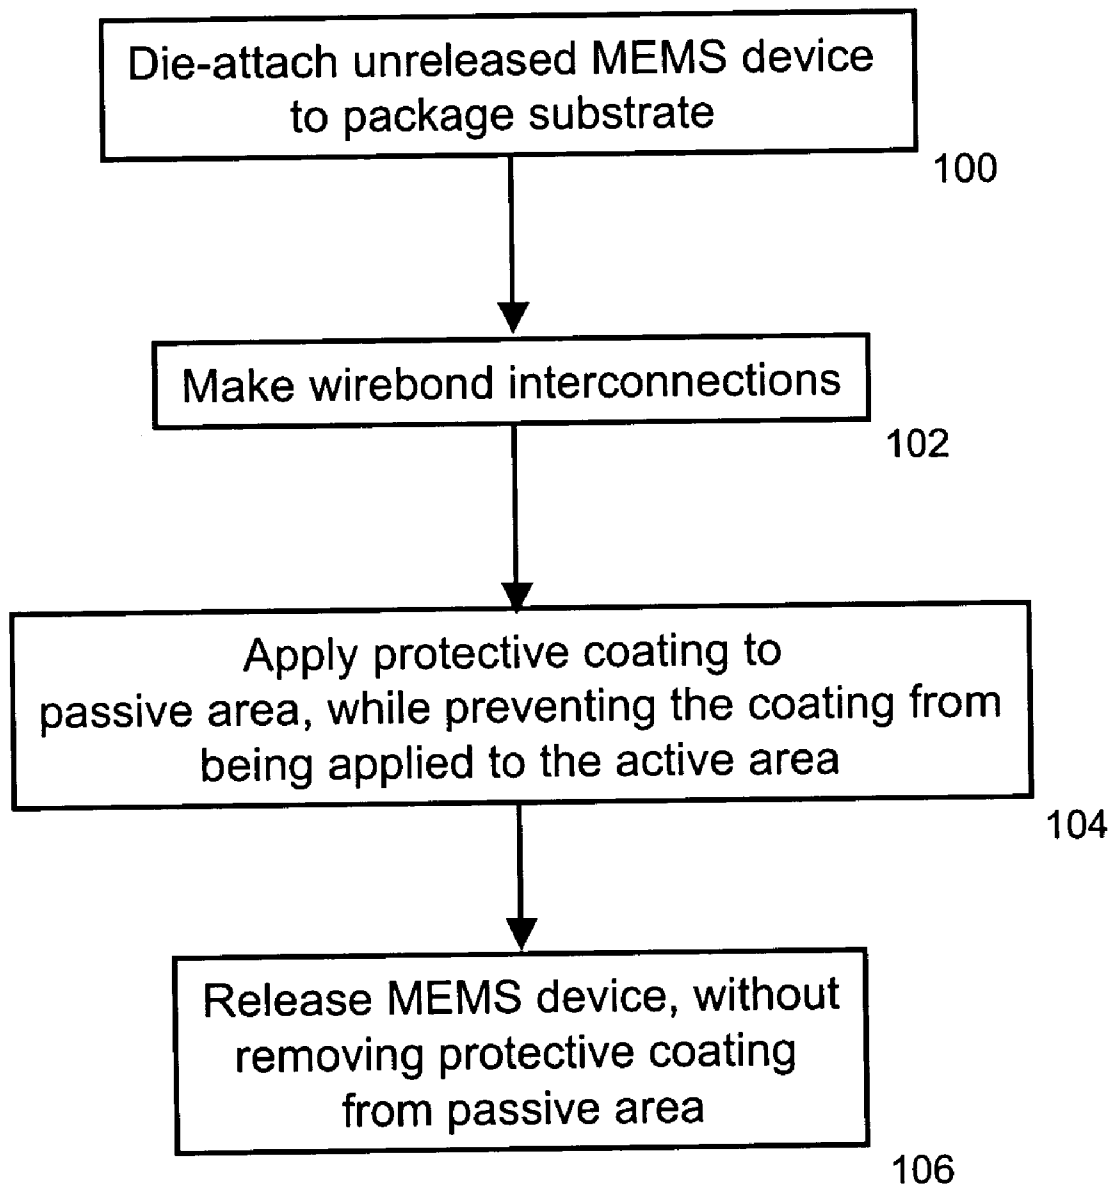 Die-attach unreleased MEMS device
to package substrate
100
Make wirebond interconnections
102
Apply protective coating to
passive area, while preventing the coating from
being applied to the active area
104
Release MEMS device, without
removing protective coating
from passive area
106